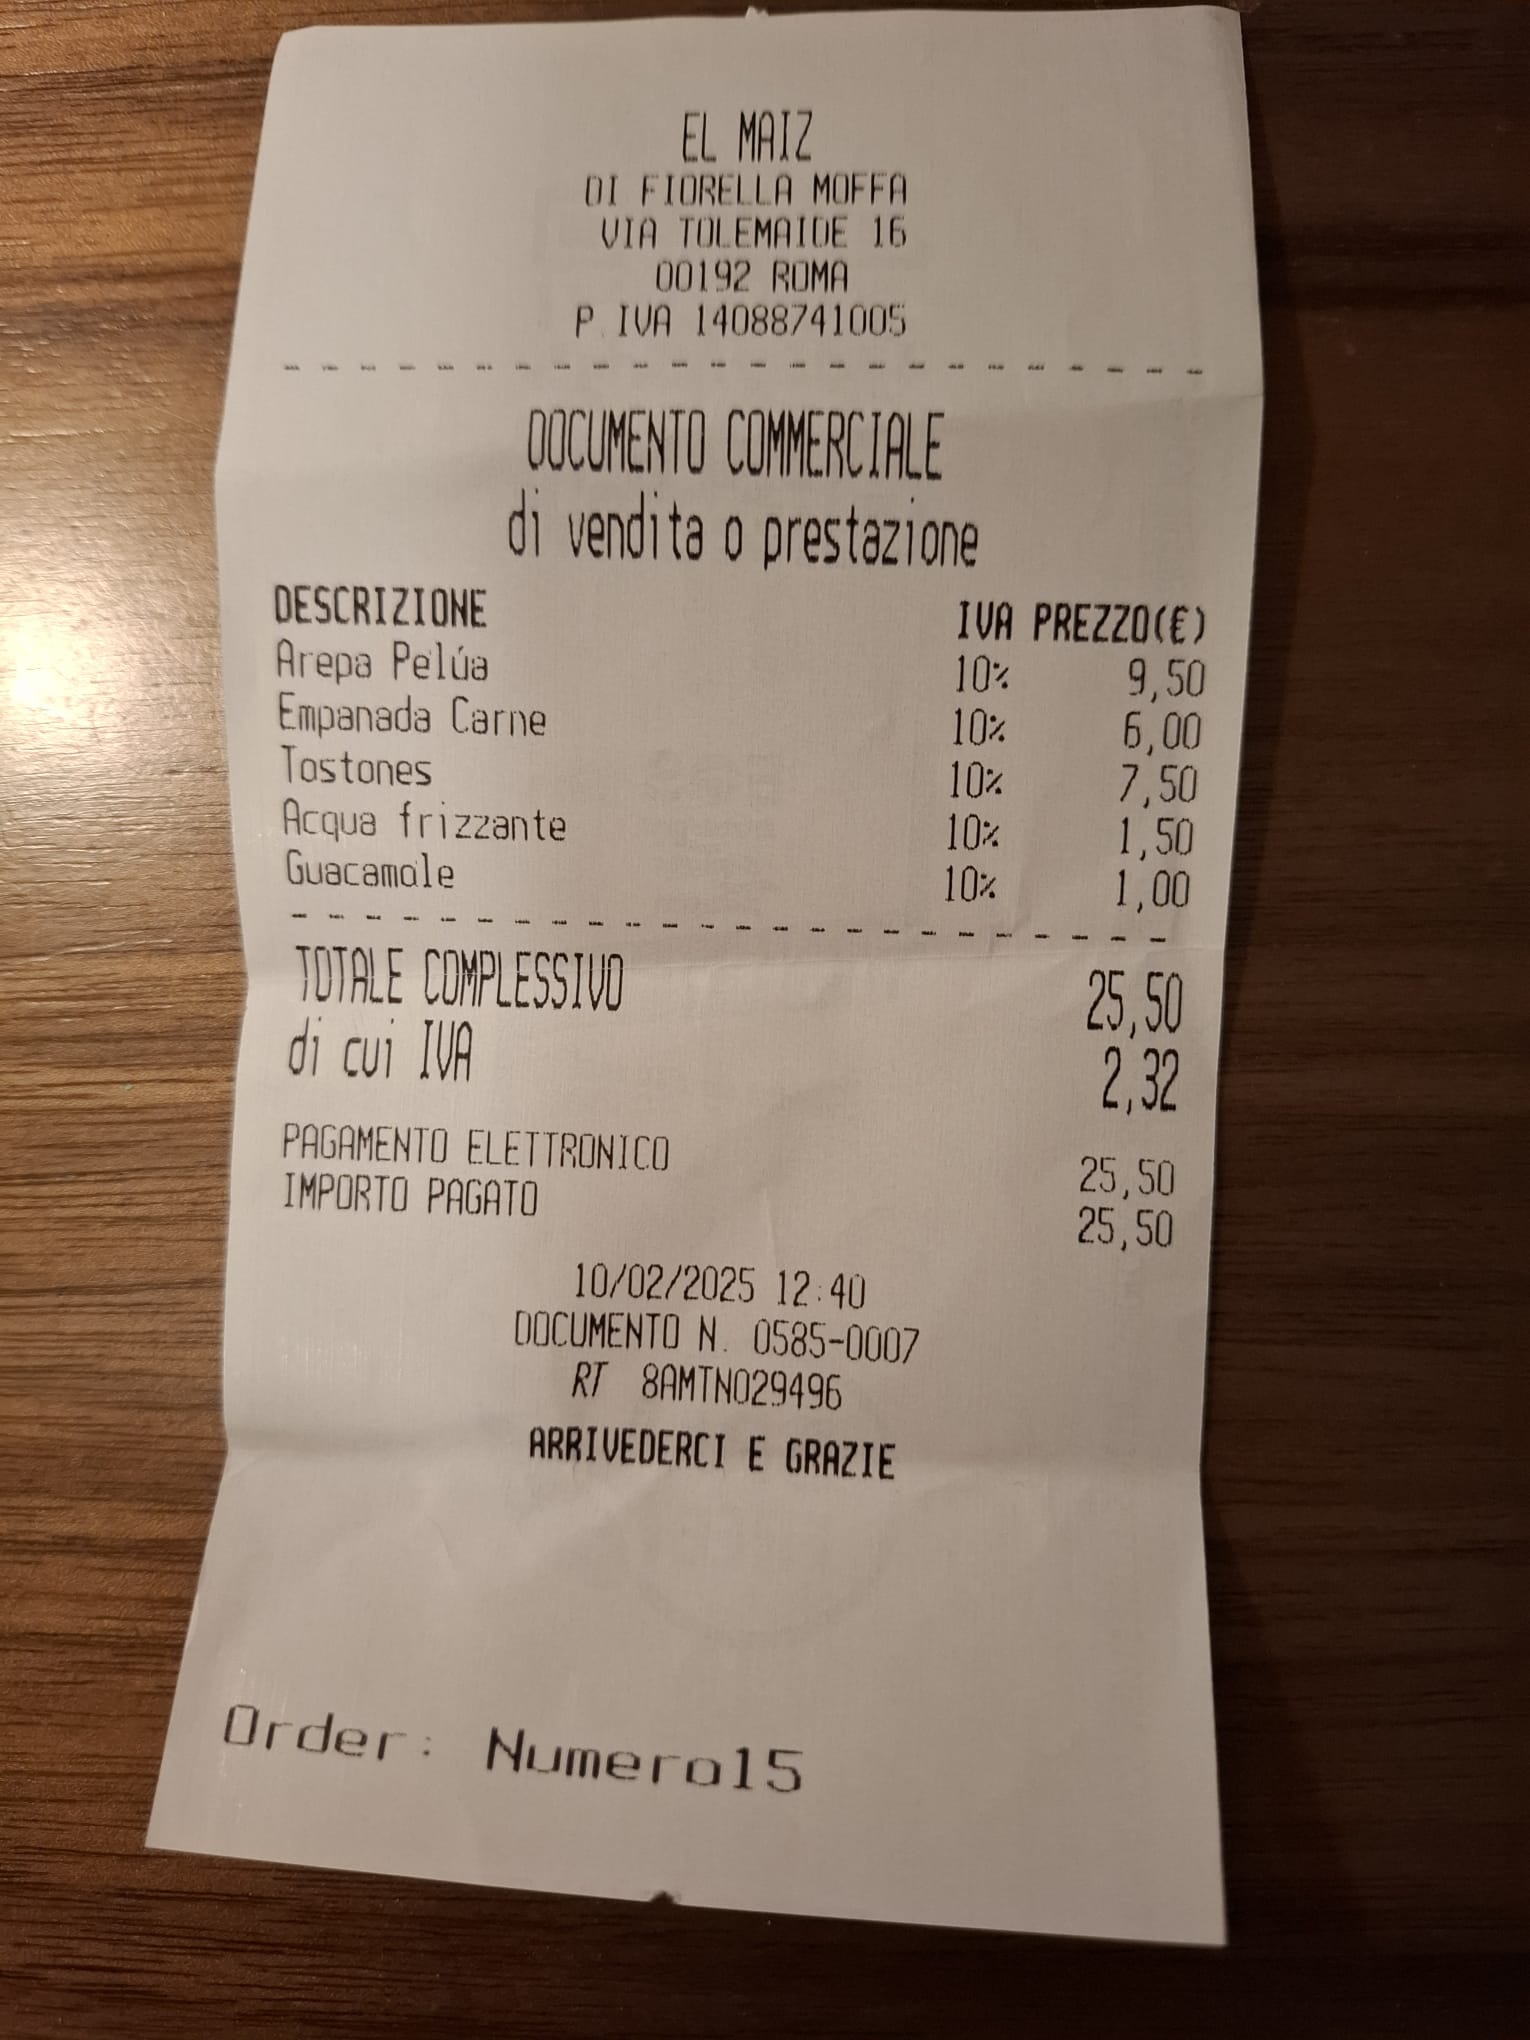 EL MAIZ
DI FIORELLA MOFFA
VIA TOLEMAIDE 16
00192 ROMA
P.IVA 14088741005
DOCUMENTO COMMERCIALE
di vendita o prestazione
DESCRIZIONE IVA PREZZO(€)
Arepa Pelúa 10% 9,50
Empanada Carne 10% 6,00
Tostones 10% 7,50
Acqua frizzante 10% 1,50
Guacamole 10% 1,00
TOTALE COMPLESSIVO 25,50
di cui IVA 2,32
PAGAMENTO ELETTRONICO 25,50
IMPORTO PAGATO 25,50
10/02/2025 12:40
DOCUMENTO N. 0585-0007
RT 8AMTN029496
ARRIVEDERCI E GRAZIE
Order: Numero15